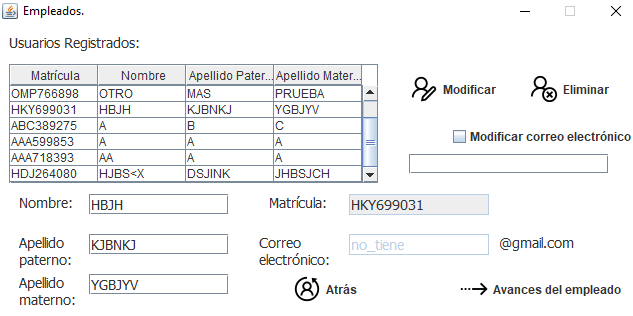 Empleados.
Usuarios Registrados:
Matrícula Nombre Apellido Pater... Apellido Mater...
OMP766898 OTRO MAS PRUEBA
HKY699031 HBJH KJBNKJ YGBJYV
ABC389275 A B C
AAA599853 A A A
AAA718393 AA A A
HDJ264080 HJBS<X DSJINK JHBSJCH
Modificar Eliminar
Modificar correo electrónico
Nombre: HBJH Matrícula: HKY699031
Apellido paterno: KJBNKJ Correo electrónico: no_tiene @gmail.com
Apellido materno: YGBJYV Atrás Avances del empleado